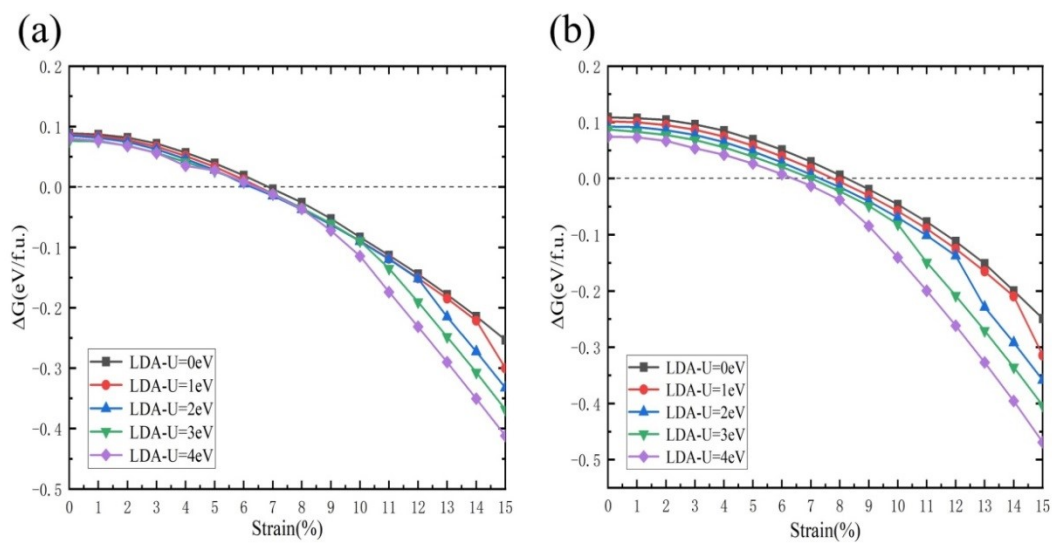 (a)
0.2
0.1
0.0
-0.1
-0.2
-0.3
-0.4
-0.5
ΔG(eV/f.u.)
LDA-U=0eV
LDA-U=1eV
LDA-U=2eV
LDA-U=3eV
LDA-U=4eV
0 1 2 3 4 5 6 7 8 9 10 11 12 13 14 15
Strain(%)
(b)
0.2
0.1
0.0
-0.1
-0.2
-0.3
-0.4
-0.5
ΔG(eV/f.u.)
LDA-U=0eV
LDA-U=1eV
LDA-U=2eV
LDA-U=3eV
LDA-U=4eV
0 1 2 3 4 5 6 7 8 9 10 11 12 13 14 15
Strain(%)